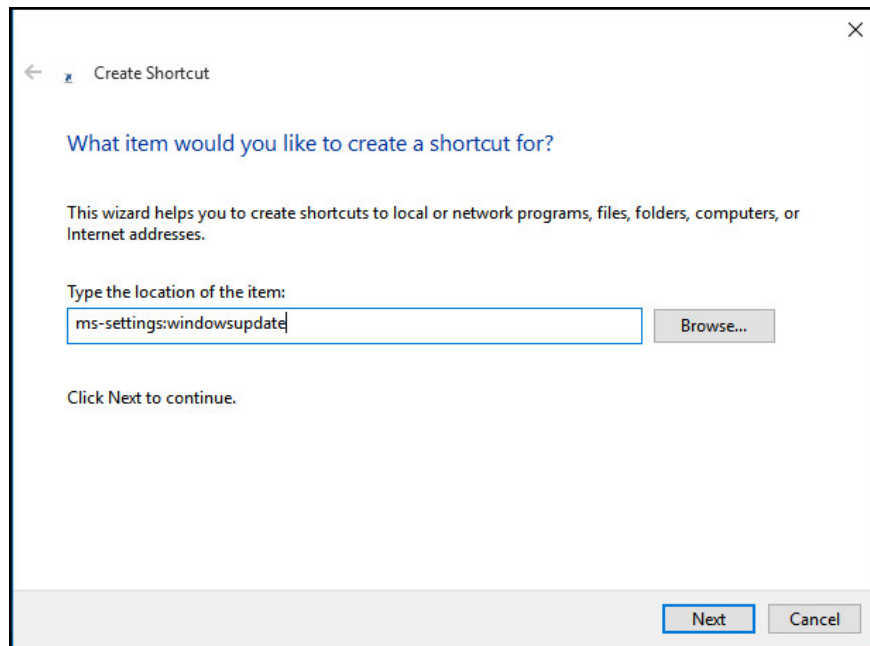 Create Shortcut
What item would you like to create a shortcut for?
This wizard helps you to create shortcuts to local or network programs, files, folders, computers, or
Internet addresses.
Type the location of the item:
ms-settings:windowsupdate
Browse...
Click Next to continue.
Next
Cancel